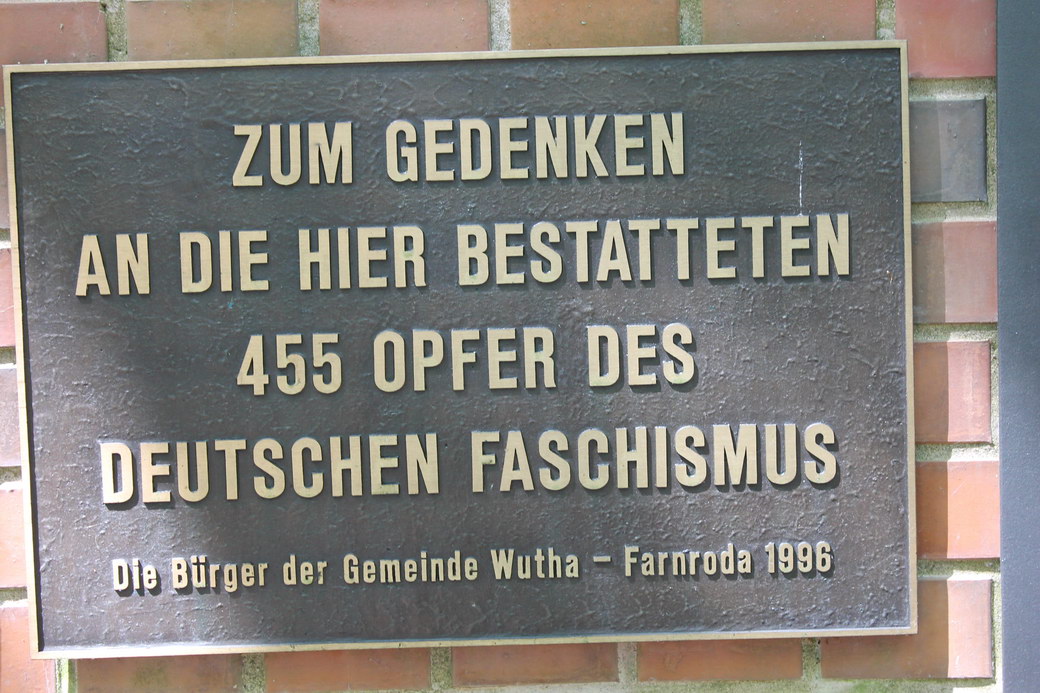 ZUM GEDENKEN
AN DIE HIER BESTATTETEN
455 OPFER DES
DEUTSCHEN FASCHISMUS
Die Bürger der Gemeinde Wutha – Farnroda 1996